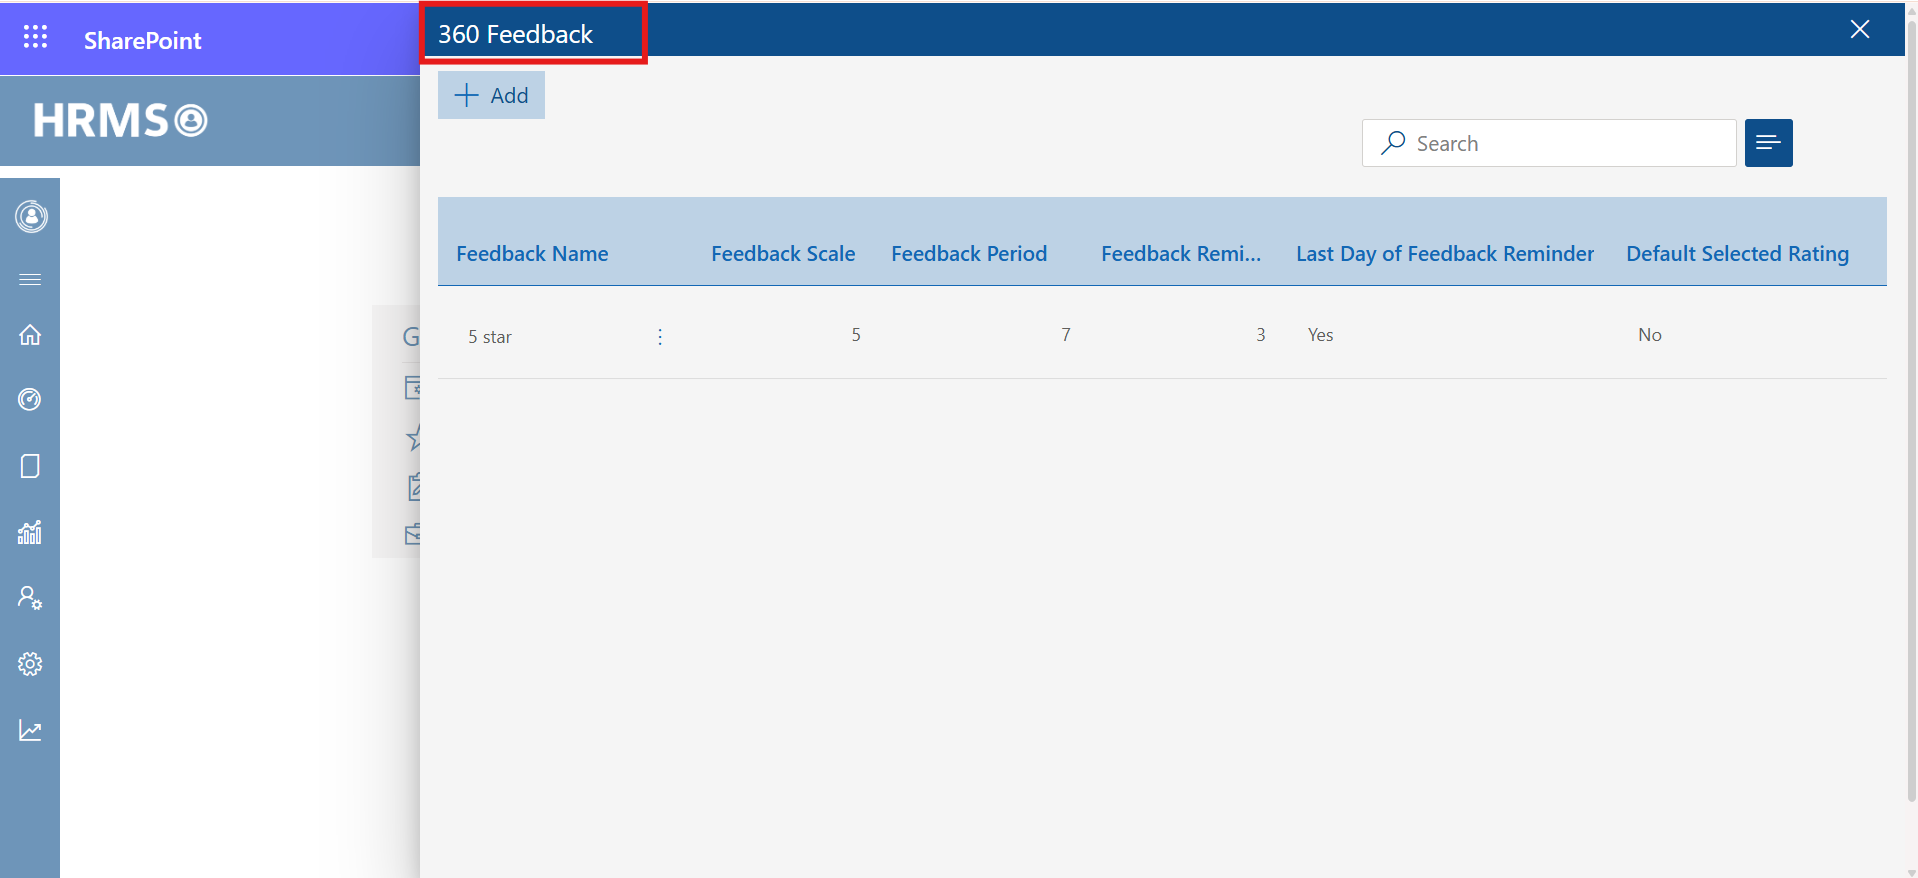 SharePoint
360 Feedback
HRMS
Add
Search
Feedback Name Feedback Scale Feedback Period Feedback Remi... Last Day of Feedback Reminder Default Selected Rating
5 star 5 7 3 Yes No
G